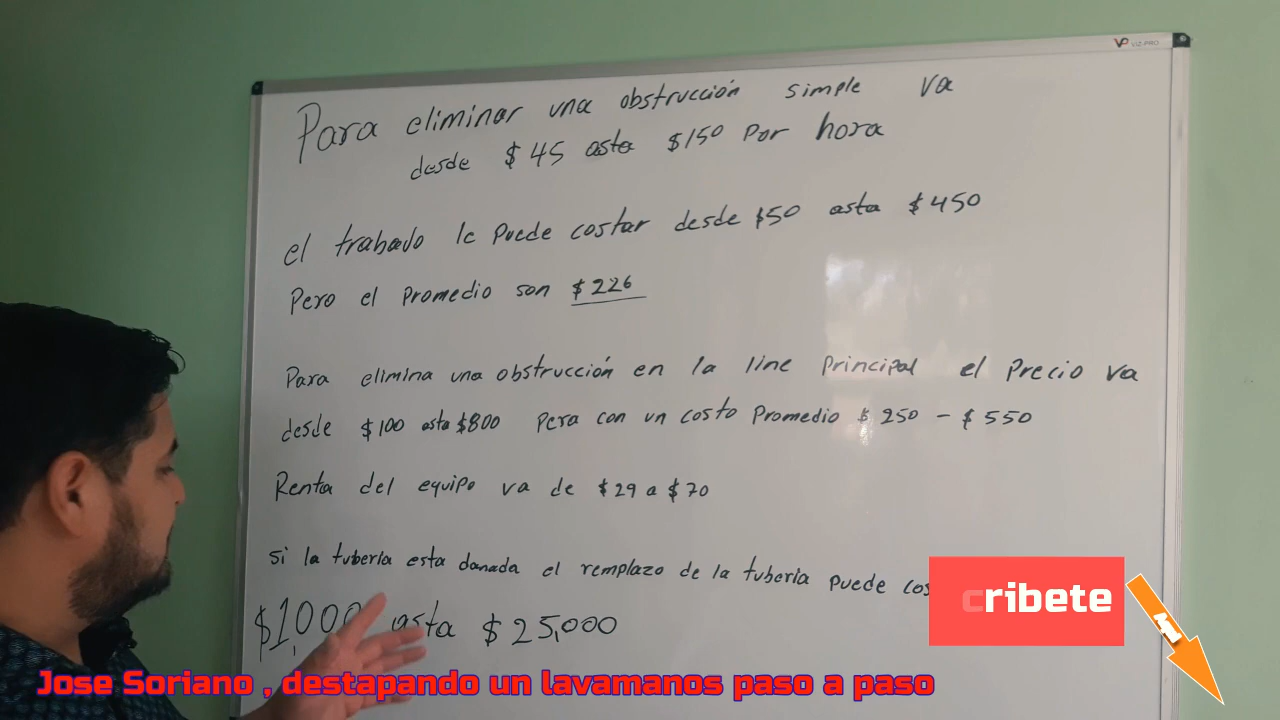 VIZ-PRO
Para eliminar una obstrucción simple va
desde $45 asta $150 Por hora
el trabajo le puede costar desde $50 asta $450
Pero el Promedio son $226
Para elimina una obstrucción en la line Principal el Precio va
desde $100 asta $800 Pera con un costo Promedio $250 - $550
Renta del equipo va de $29 a $70
si la tuberia esta danada el remplazo de la tuberia puede cos
$1,000 asta $25,000
cribete
Jose Soriano , destapando un lavamanos paso a paso